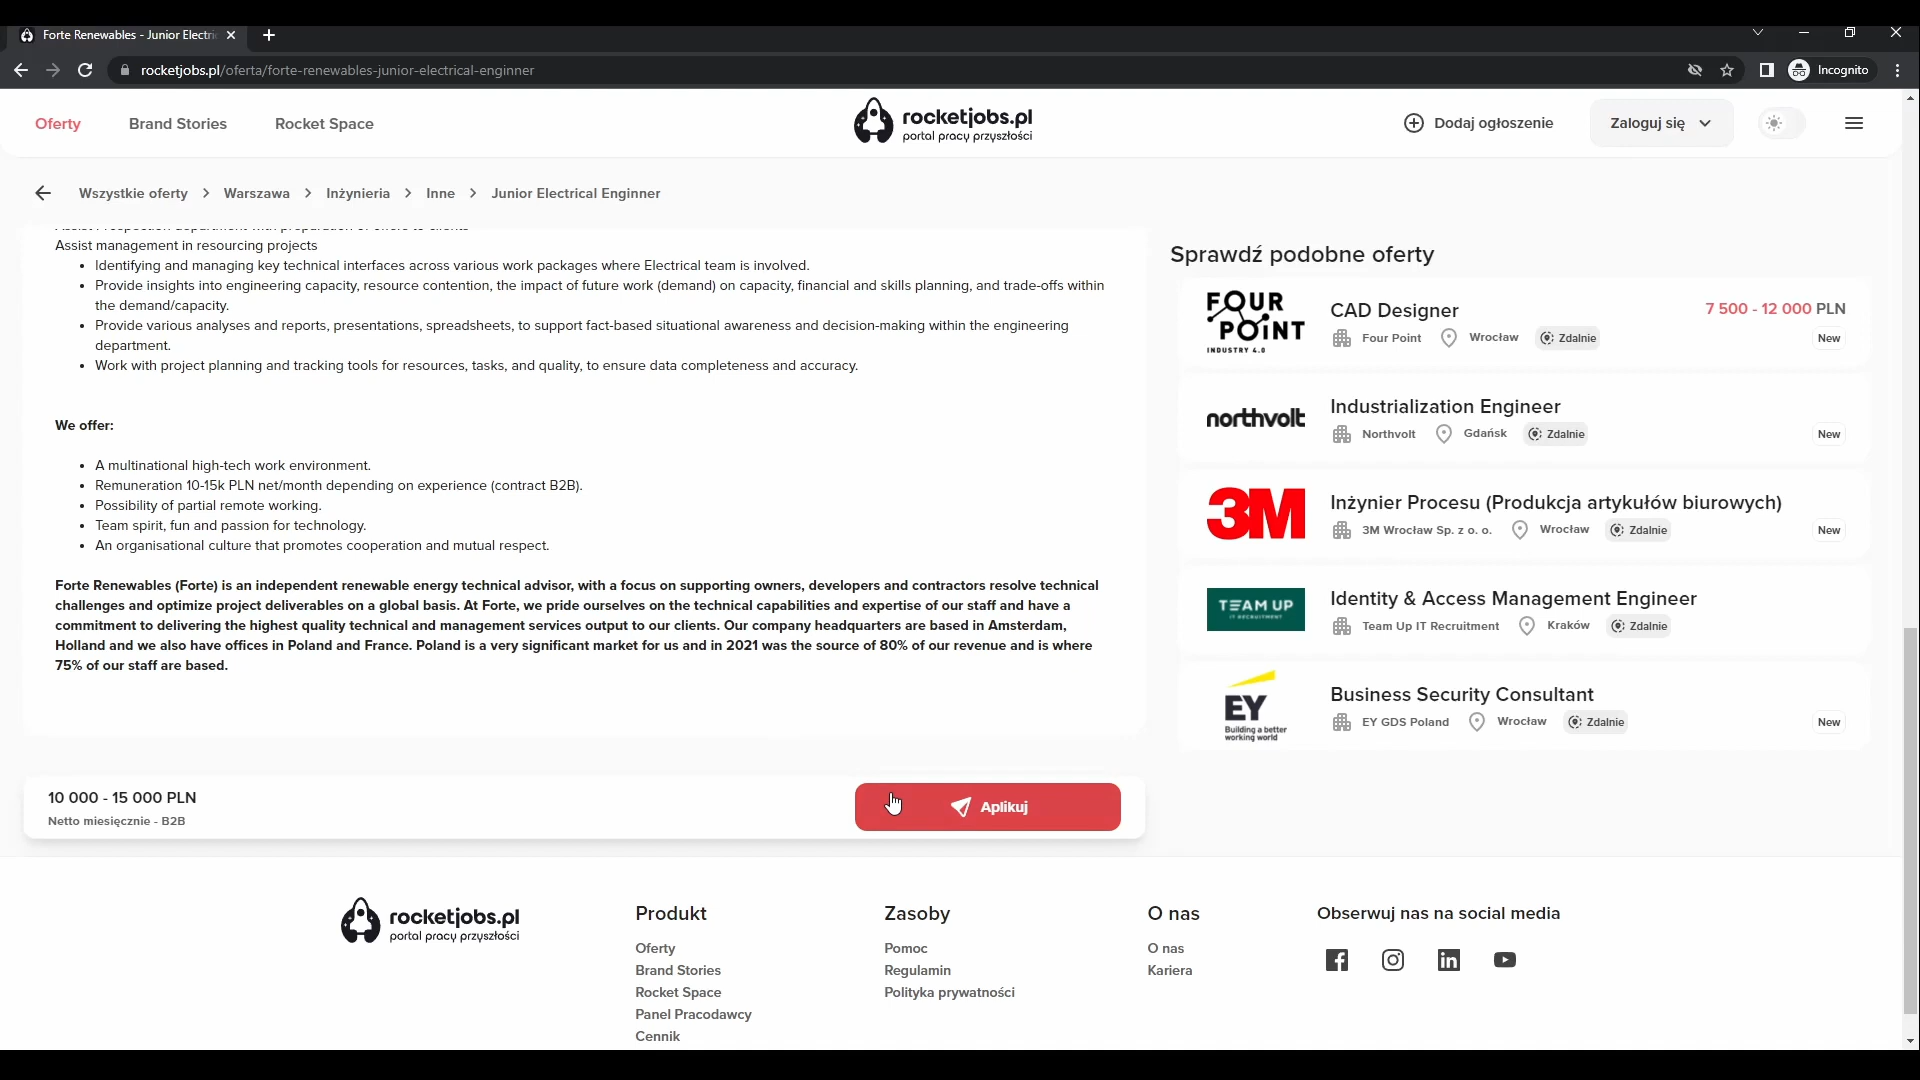 Forte Renewables - Junior Electri
rocketjobs.pl/oferta/forte-renewables-junior-electrical-enginner
Incognito
Oferty
Brand Stories
Rocket Space
rocketjobs.pl
portal pracy przyszłości
Dodaj ogłoszenie
Zaloguj się
Wszystkie oferty > Warszawa > Inżynieria > Inne > Junior Electrical Enginner
Assist Prospection department with preparation of offers to clients
Assist management in resourcing projects
• Identifying and managing key technical interfaces across various work packages where Electrical team is involved.
• Provide insights into engineering capacity, resource contention, the impact of future work (demand) on capacity, financial and skills planning, and trade-offs within
the demand/capacity.
• Provide various analyses and reports, presentations, spreadsheets, to support fact-based situational awareness and decision-making within the engineering
department.
• Work with project planning and tracking tools for resources, tasks, and quality, to ensure data completeness and accuracy.
We offer:
• A multinational high-tech work environment.
• Remuneration 10-15k PLN net/month depending on experience (contract B2B).
• Possibility of partial remote working.
• Team spirit, fun and passion for technology.
• An organisational culture that promotes cooperation and mutual respect.
Forte Renewables (Forte) is an independent renewable energy technical advisor, with a focus on supporting owners, developers and contractors resolve technical
challenges and optimize project deliverables on a global basis. At Forte, we pride ourselves on the technical capabilities and expertise of our staff and have a
commitment to delivering the highest quality technical and management services output to our clients. Our company headquarters are based in Amsterdam,
Holland and we also have offices in Poland and France. Poland is a very significant market for us and in 2021 was the source of 80% of our revenue and is where
75% of our staff are based.
10 000 - 15 000 PLN
Netto miesięcznie - B2B
Aplikuj
Sprawdź podobne oferty
FOUR
POINT
INDUSTRY 4.0
CAD Designer
7 500 - 12 000 PLN
Four Point
Wrocław
Zdalnie
New
northvolt
Industrialization Engineer
Northvolt
Gdańsk
Zdalnie
New
3M
Inżynier Procesu (Produkcja artykułów biurowych)
3M Wrocław Sp. z o. o.
Wrocław
Zdalnie
New
TEAM UP
IT RECRUITMENT
Identity & Access Management Engineer
Team Up IT Recruitment
Kraków
Zdalnie
EY
Building a better
working world
Business Security Consultant
EY GDS Poland
Wrocław
Zdalnie
New
rocketjobs.pl
portal pracy przyszłości
Produkt
Oferty
Brand Stories
Rocket Space
Panel Pracodawcy
Cennik
Zasoby
Pomoc
Regulamin
Polityka prywatności
O nas
O nas
Kariera
Obserwuj nas na social media